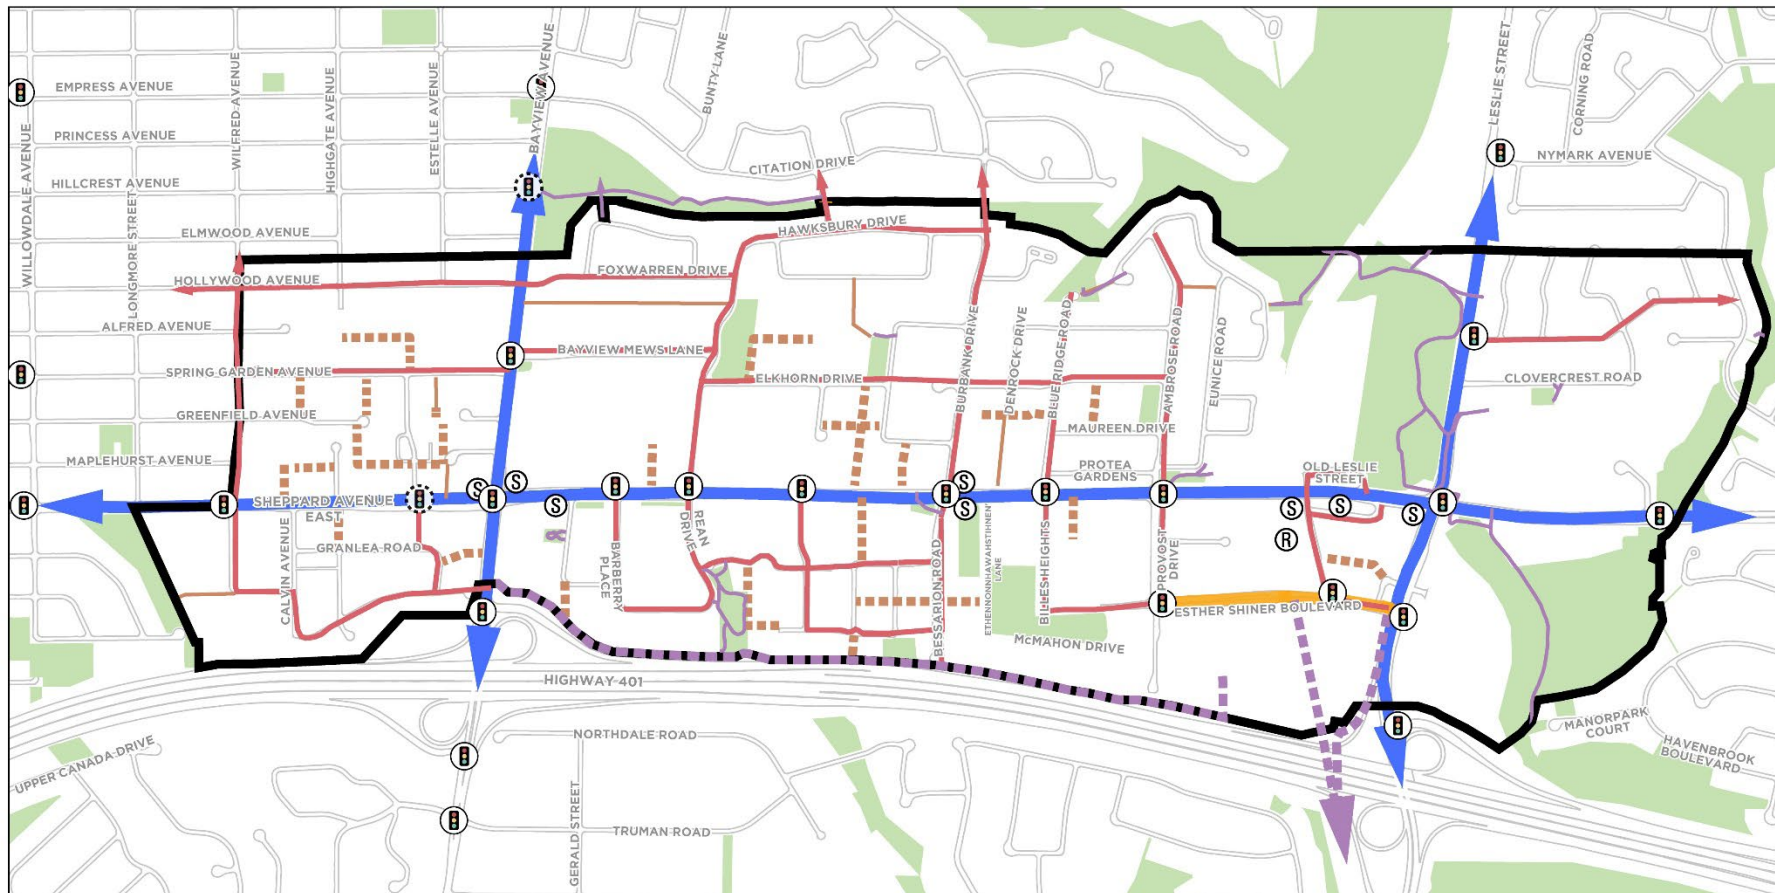 EMPRESS AVENUE
PRINCESS AVENUE
HILLCREST AVENUE
ELMWOOD AVENUE
HOLLYWOOD AVENUE
ALFRED AVENUE
SPRING GARDEN AVENUE
GREENFIELD AVENUE
MAPLEHURST AVENUE
SHEPPARD AVENUE
EAST
GRANLEA ROAD
WILLOWDALE AVENUE
LONGMORE STREET
WILFRED AVENUE
HIGHGATE AVENUE
ESTELLE AVENUE
BAYVIEW AVENUE
BUNTY LANE
CITATION DRIVE
HAWKSBURY DRIVE
FOXWARREN DRIVE
BAYVIEW MEWS LANE
ELKHORN DRIVE
BURBANK DRIVE
DENROCK DRIVE
BLUE RIDGE ROAD
AMBROSE ROAD
EUNICE ROAD
MAUREEN DRIVE
PROTEA
GARDENS
OLD LESLIE
STREET
LESLIE STREET
CORNING ROAD
NYMARK AVENUE
CLOVERCREST ROAD
CALVIN AVENUE
BARBERRY
PLACE
REAN
DRIVE
BESSARION ROAD
ETHENNONHAWAHSTIHNEN'
LANE
BILLES HEIGHTS
PROVOST
DRIVE
ESTHER SHINER BOULEVARD
McMAHON DRIVE
HIGHWAY 401
NORTHDALE ROAD
TRUMAN ROAD
GERALD STREET
UPPER CANADA DRIVE
MANORPARK
COURT
HAVENBROOK
BOULEVARD
S
S
S
S
S
S
S
S
R